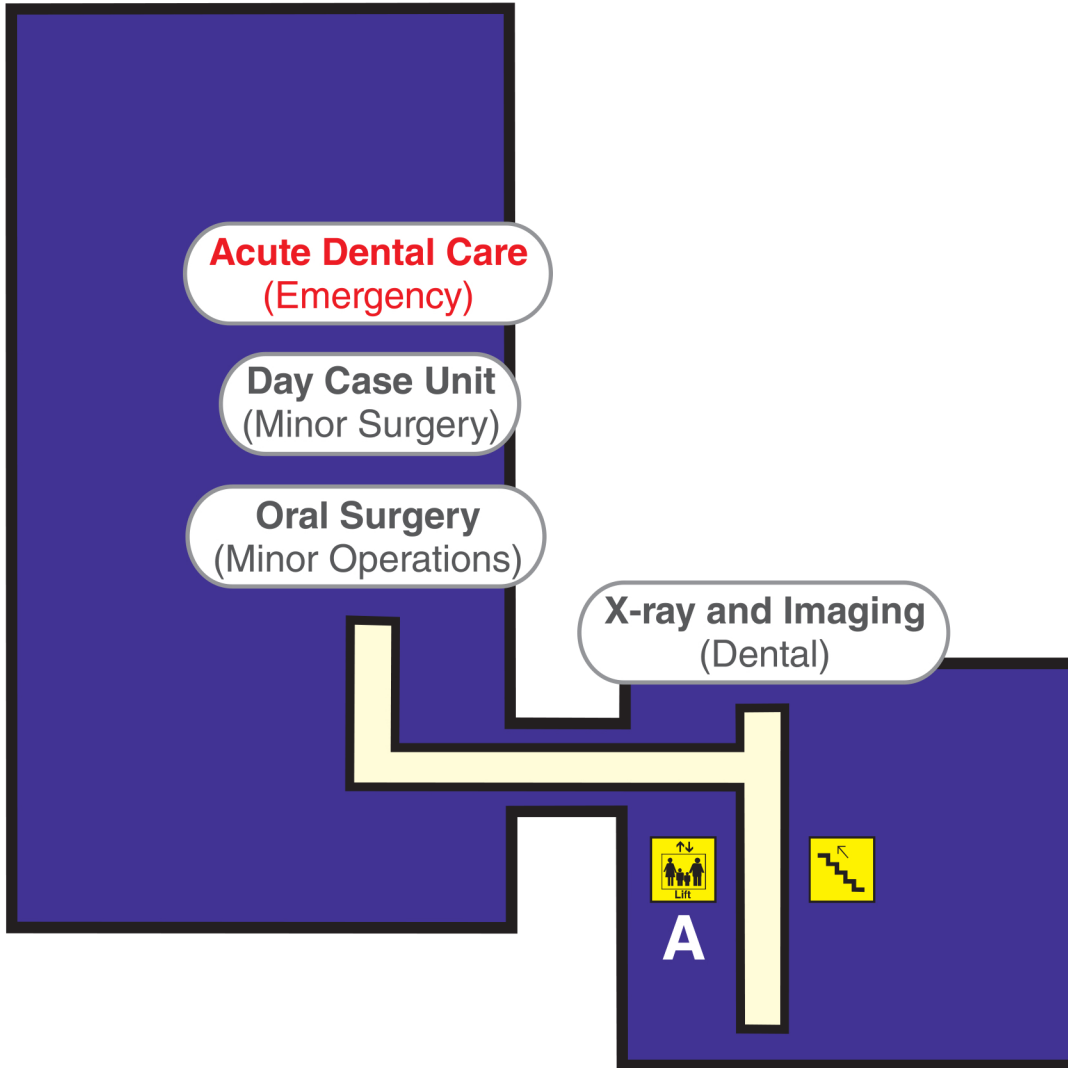 Acute Dental Care
(Emergency)
Day Case Unit
(Minor Surgery)
Oral Surgery
(Minor Operations)
X-ray and Imaging
(Dental)
Lift
A